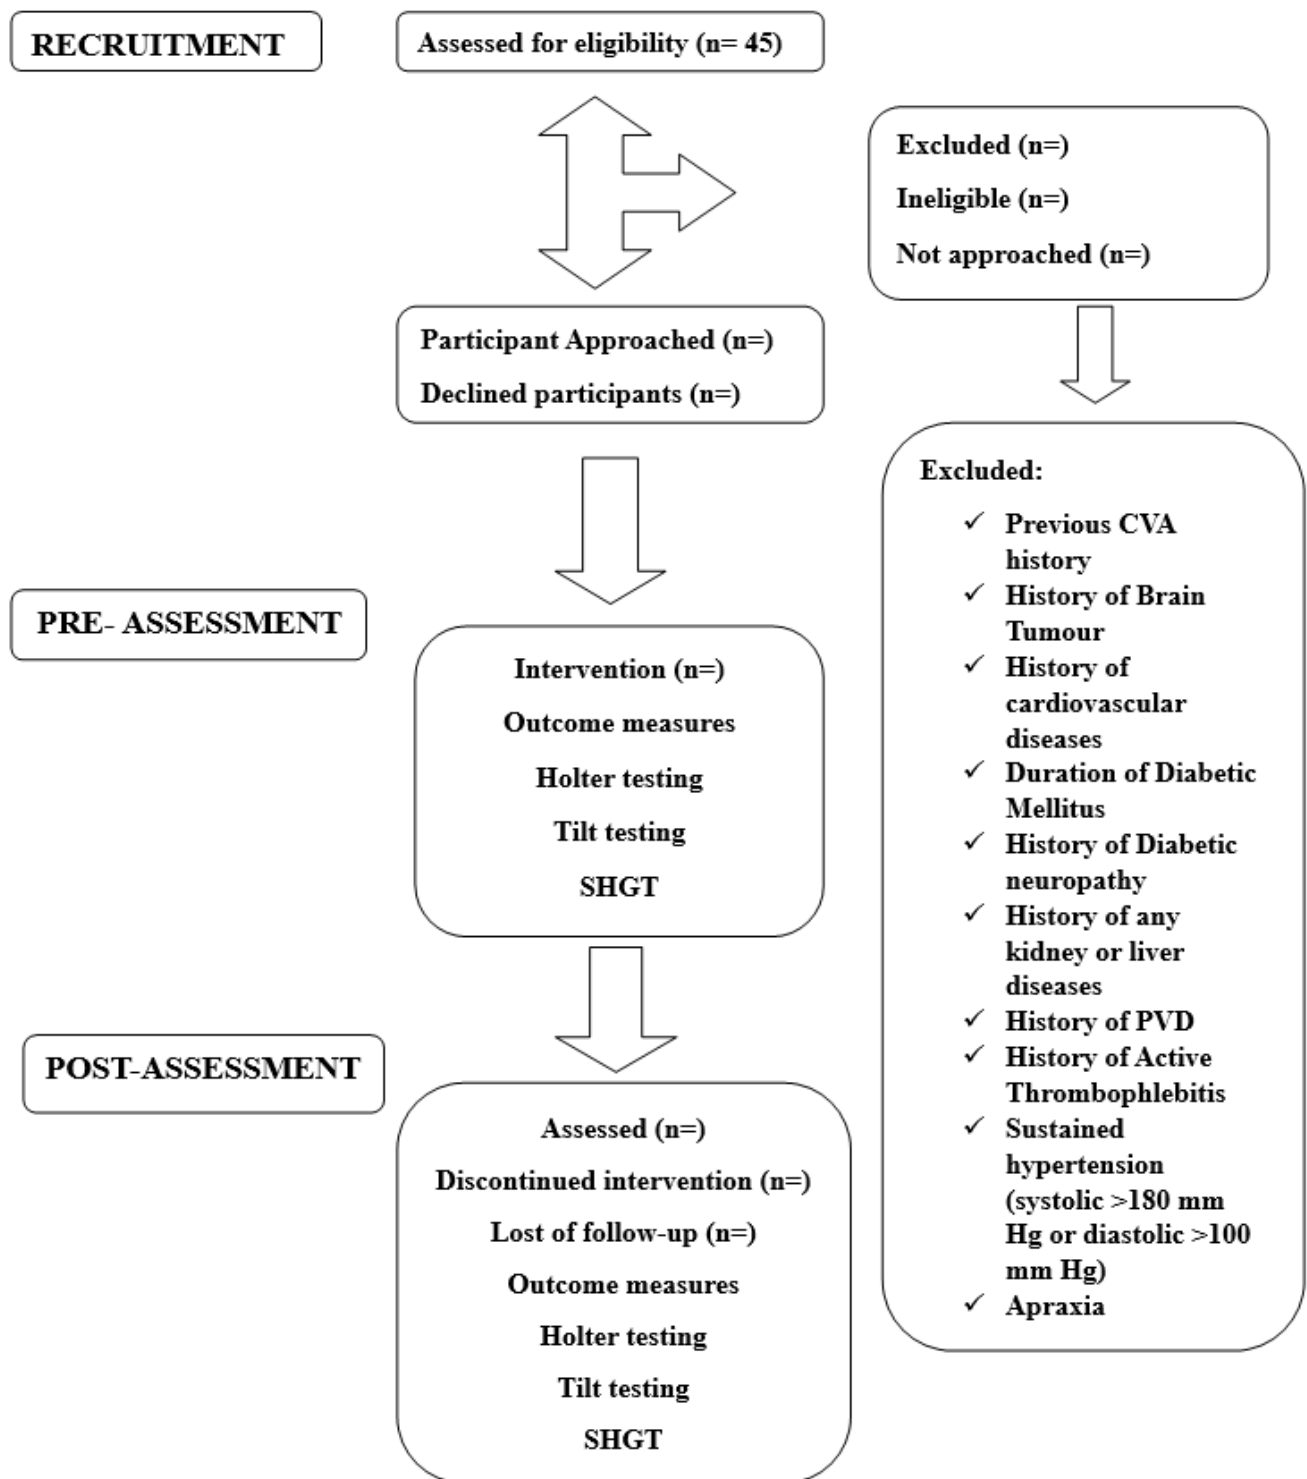 RECRUITMENT
Assessed for eligibility (n= 45)
Excluded (n=)
Ineligible (n=)
Not approached (n=)
Participant Approached (n=)
Declined participants (n=)
Excluded:
✓ Previous CVA
history
✓ History of Brain
Tumour
✓ History of
cardiovascular
diseases
✓ Duration of Diabetic
Mellitus
✓ History of Diabetic
neuropathy
✓ History of any
kidney or liver
diseases
✓ History of PVD
✓ History of Active
Thrombophlebitis
✓ Sustained
hypertension
(systolic >180 mm
Hg or diastolic >100
mm Hg)
✓ Apraxia
PRE- ASSESSMENT
Intervention (n=)
Outcome measures
Holter testing
Tilt testing
SHGT
POST-ASSESSMENT
Assessed (n=)
Discontinued intervention (n=)
Lost of follow-up (n=)
Outcome measures
Holter testing
Tilt testing
SHGT